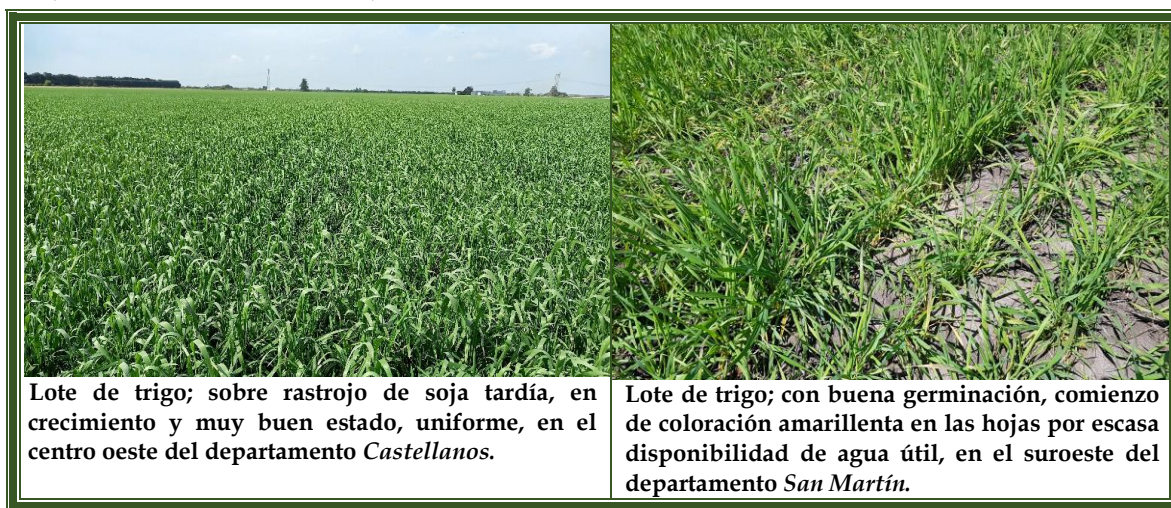 Lote de trigo; sobre rastrojo de soja tardía, en
crecimiento y muy buen estado, uniforme, en el
centro oeste del departamento Castellanos.
Lote de trigo; con buena germinación, comienzo
de coloración amarillenta en las hojas por escasa
disponibilidad de agua útil, en el suroeste del
departamento San Martín.